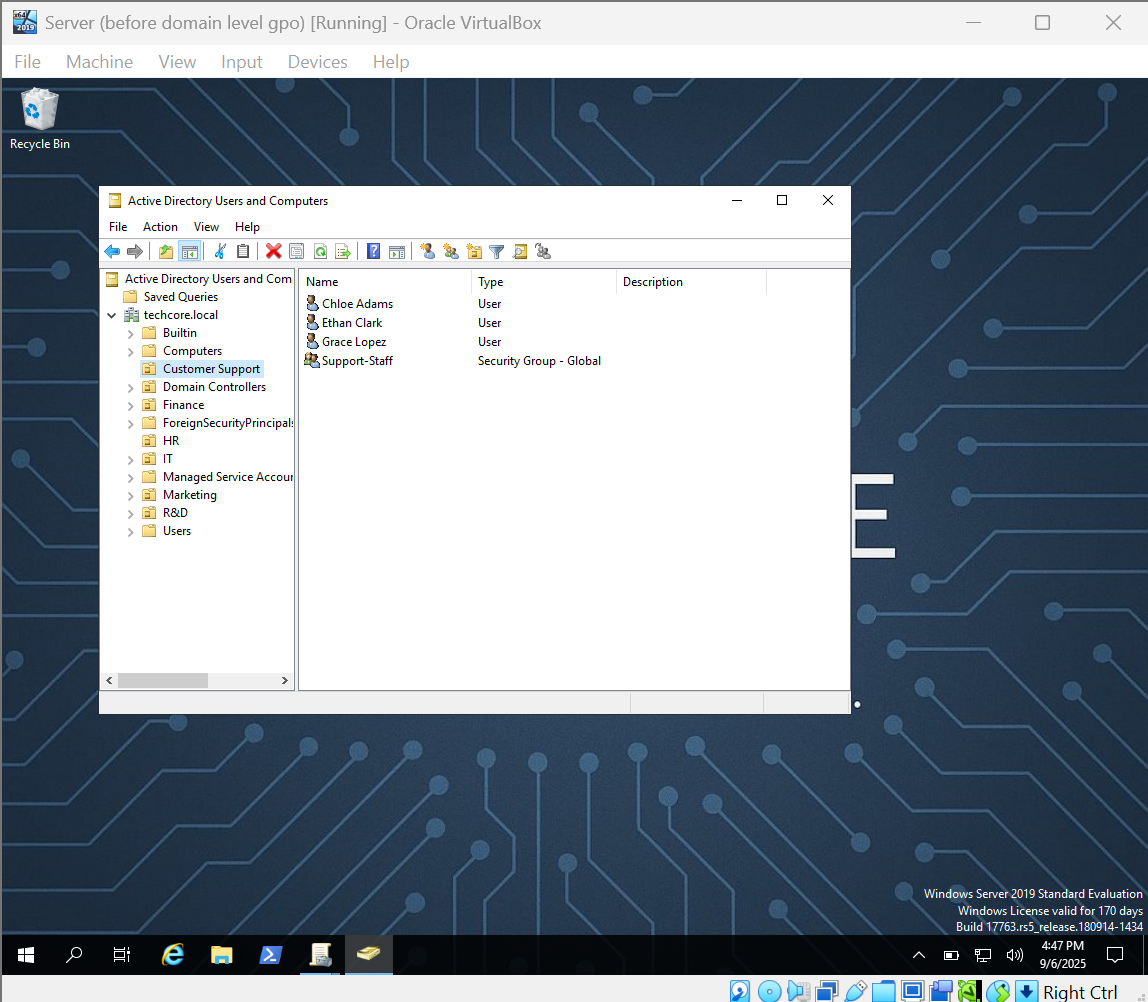 Server (before domain level gpo) [Running] - Oracle VirtualBox
File Machine View Input Devices Help
Recycle Bin
Active Directory Users and Computers
File Action View Help
Active Directory Users and Com
Saved Queries
techcore.local
Builtin
Computers
Customer Support
Domain Controllers
Finance
ForeignSecurityPrincipals
HR
IT
Managed Service Accour
Marketing
R&D
Users
Name Type Description
Chloe Adams User
Ethan Clark User
Grace Lopez User
Support-Staff Security Group - Global
E
Windows Server 2019 Standard Evaluation
Windows License valid for 170 days
Build 17763.rs5_release.180914-1434
4:47 PM
9/6/2025
Right Ctrl